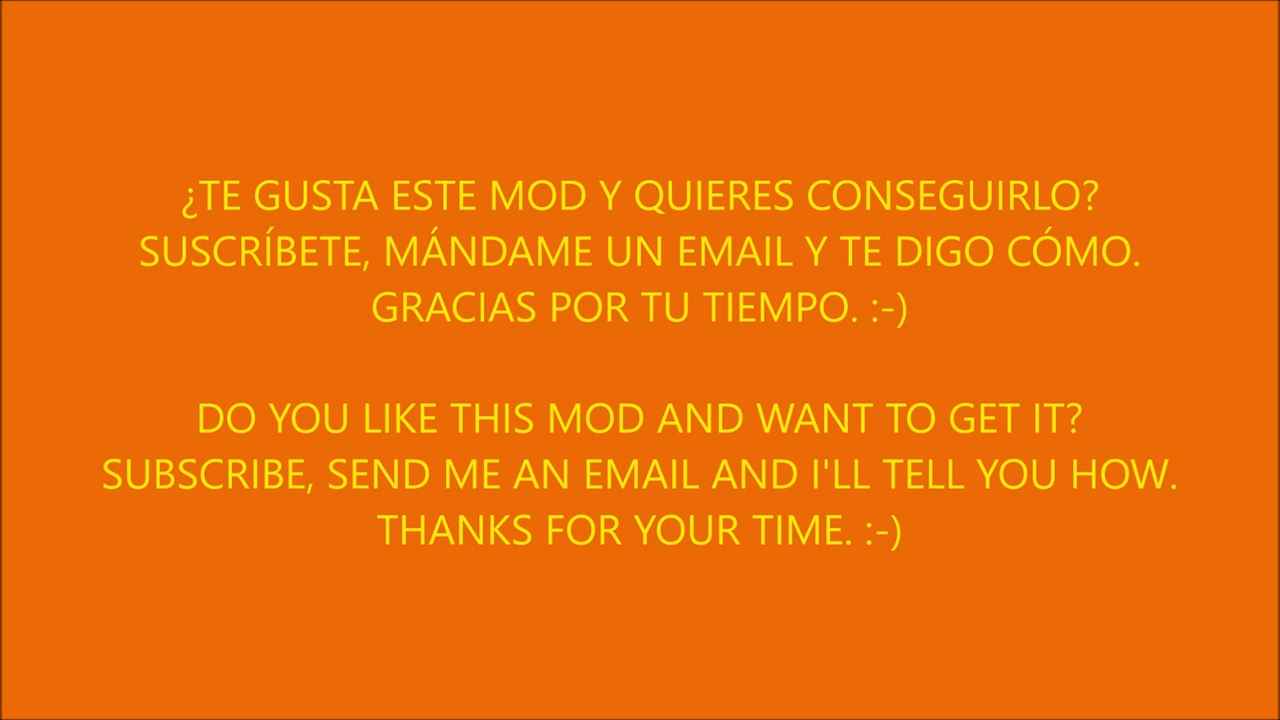 ¿TE GUSTA ESTE MOD Y QUIERES CONSEGUIRLO?
SUSCRÍBETE, MÁNDAME UN EMAIL Y TE DIGO CÓMO.
GRACIAS POR TU TIEMPO. :-)
DO YOU LIKE THIS MOD AND WANT TO GET IT?
SUBSCRIBE, SEND ME AN EMAIL AND I'LL TELL YOU HOW.
THANKS FOR YOUR TIME. :-)